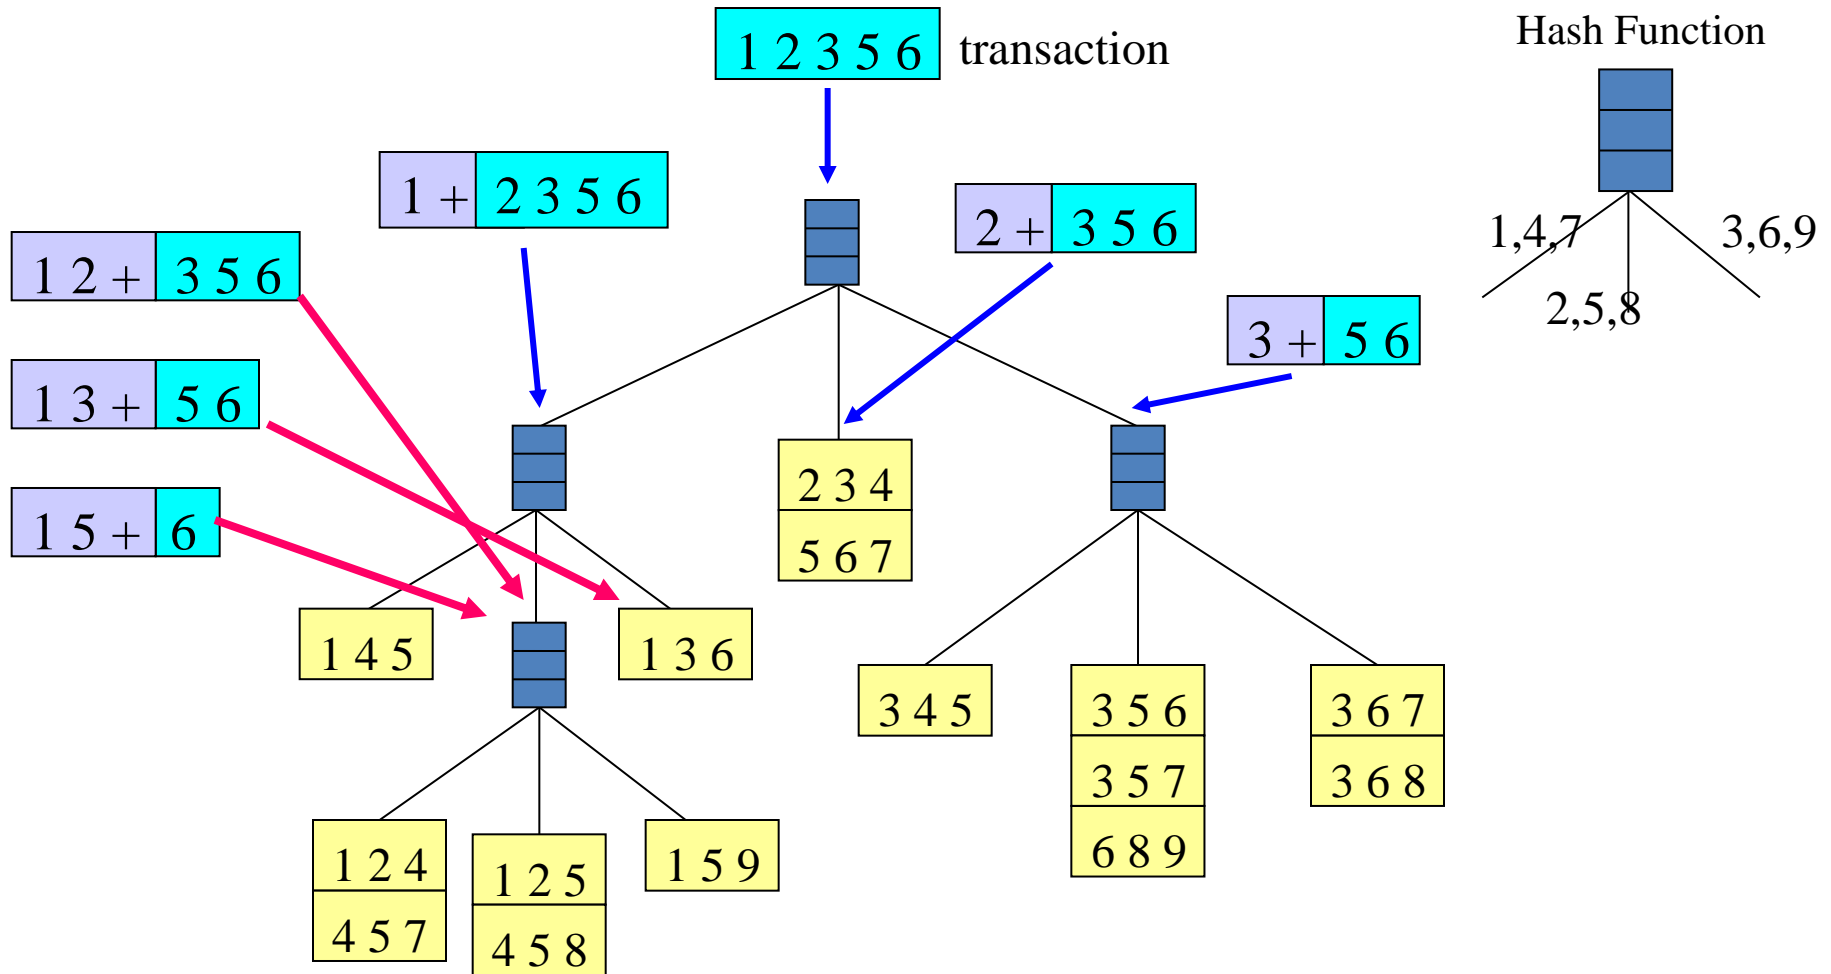 1 2 3 5 6 transaction
Hash Function
1 + 2 3 5 6
2 + 3 5 6
1,4,7
3,6,9
2,5,8
1 2 + 3 5 6
3 + 5 6
1 3 + 5 6
1 5 + 6
2 3 4
5 6 7
1 4 5
1 3 6
3 4 5
3 5 6
3 5 7
6 8 9
3 6 7
3 6 8
1 2 4
4 5 7
1 2 5
4 5 8
1 5 9